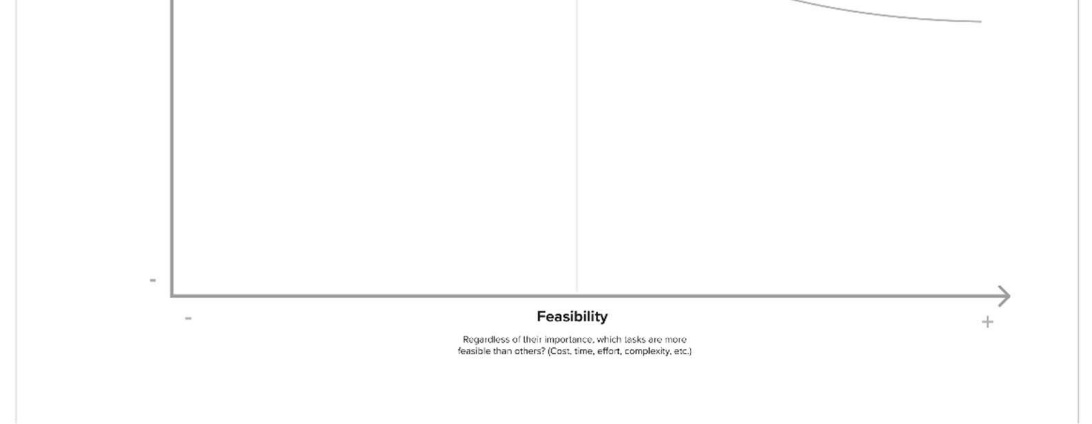 -
-
+
Feasibility
Regardless of their importance, which tasks are more
feasible than others? (Cost, time, effort, complexity, etc.)